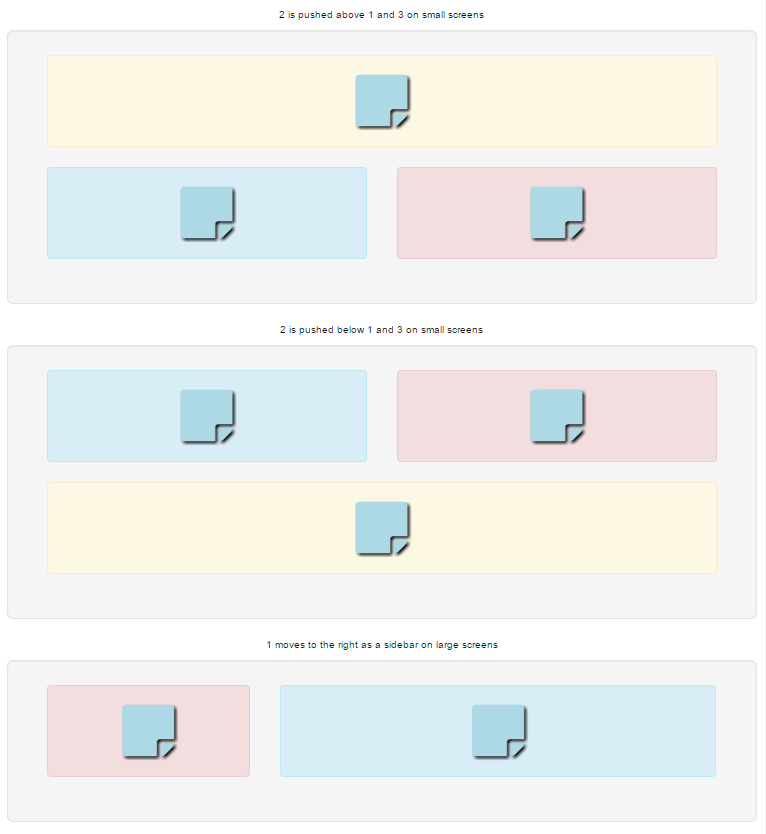 2 is pushed above 1 and 3 on small screens
2 is pushed below 1 and 3 on small screens
1 moves to the right as a sidebar on large screens